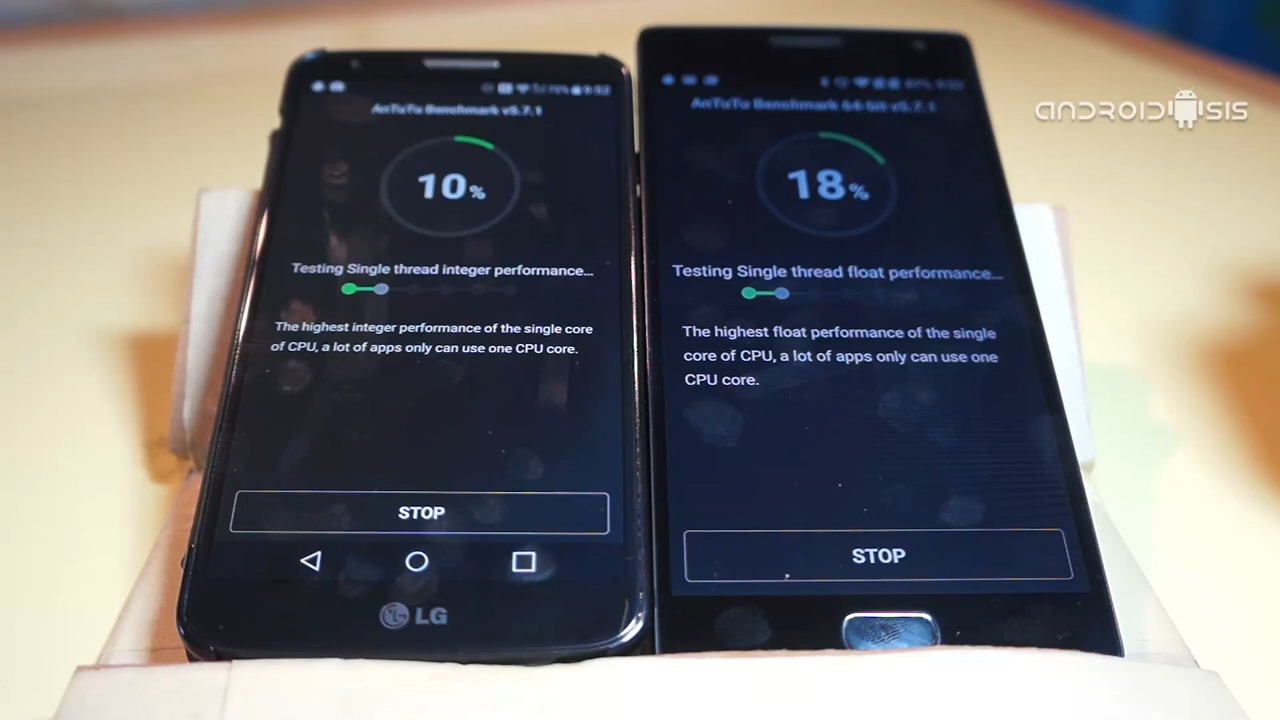 AnTuTu Benchmark v5.7.1
10%
Testing Single thread integer performance...
The highest integer performance of the single core
of CPU, a lot of apps only can use one CPU core.
STOP
LG
AnTuTu Benchmark 64-bit v5.7.1
18%
Testing Single thread float performance...
The highest float performance of the single
core of CPU, a lot of apps only can use one
CPU core.
STOP
ANDROIDSIS